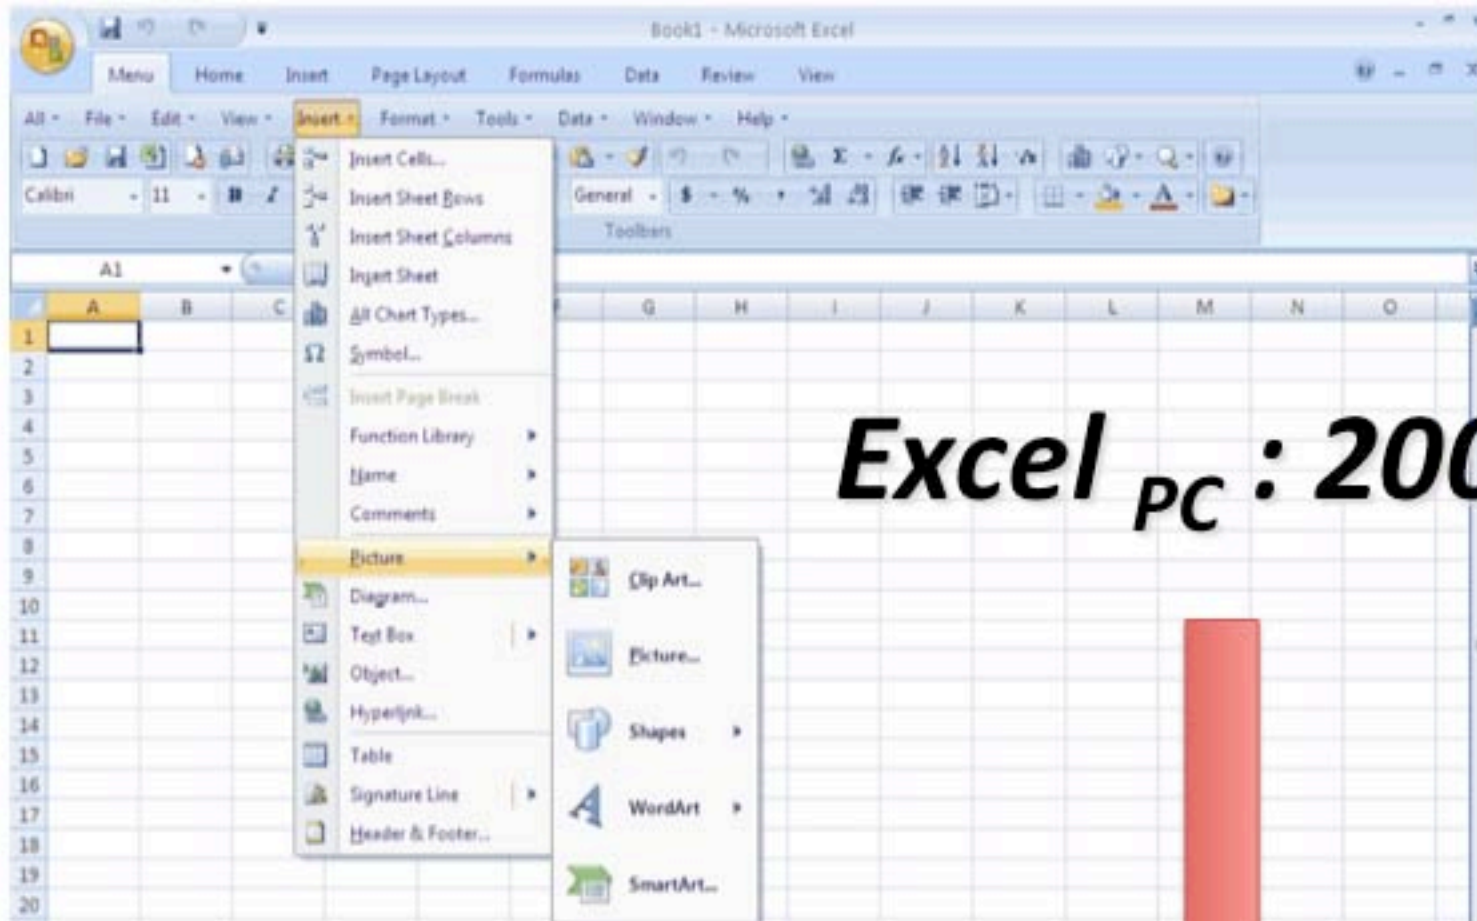 Book1 - Microsoft Excel
Menu Home Insert Page Layout Formulas Data Review View
All File Edit View Insert Format Tools Data Window Help
Calibri 11 B I General $ %
Toolbars
A1
A B C F G H I J K L M N O
1
2
3
4
5
6
7
8
9
10
11
12
13
14
15
16
17
18
19
20
Insert Cells...
Insert Sheet Rows
Insert Sheet Columns
Insert Sheet
All Chart Types...
Symbol...
Insert Page Break
Function Library
Name
Comments
Picture
Diagram...
Text Box
Object...
Hyperlink...
Table
Signature Line
Header & Footer...
Clip Art...
Picture...
Shapes
WordArt
SmartArt...
Excel PC : 200